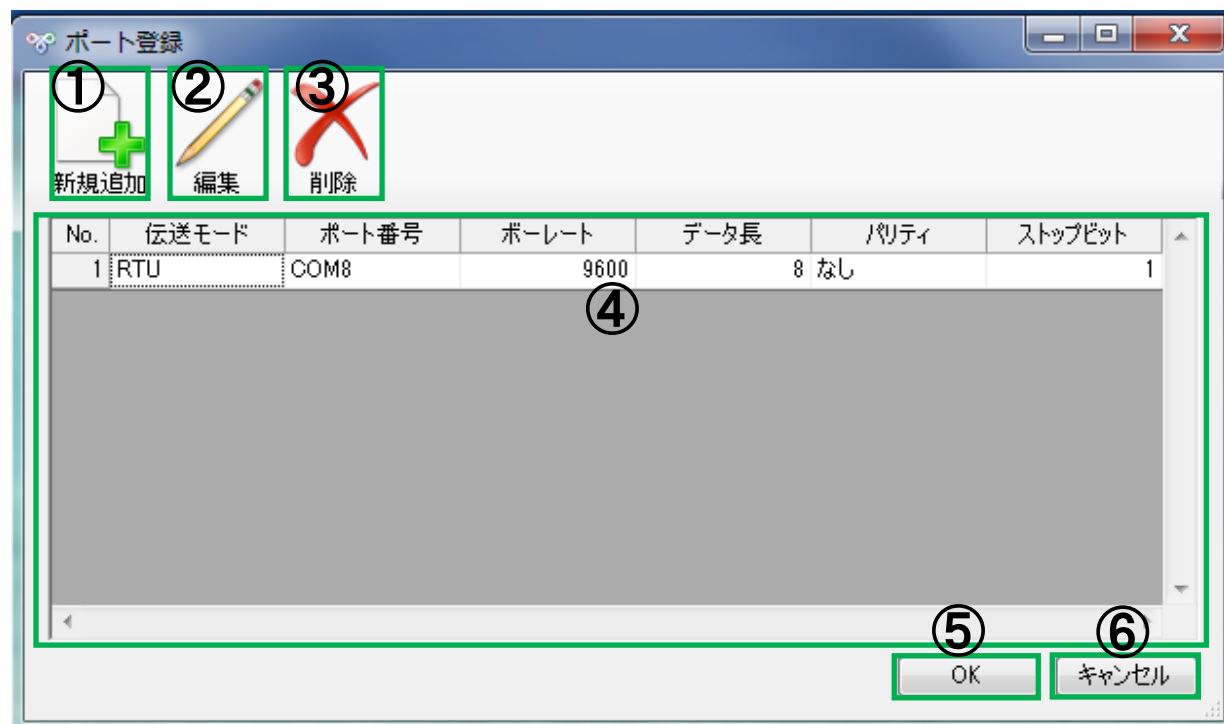 ポート登録
① ② ③
新規追加 編集 削除
No. 伝送モード ポート番号 ボーレート データ長 パリティ ストップビット
1 RTU COM8 9600 8 なし 1
④
⑤ ⑥
OK キャンセル